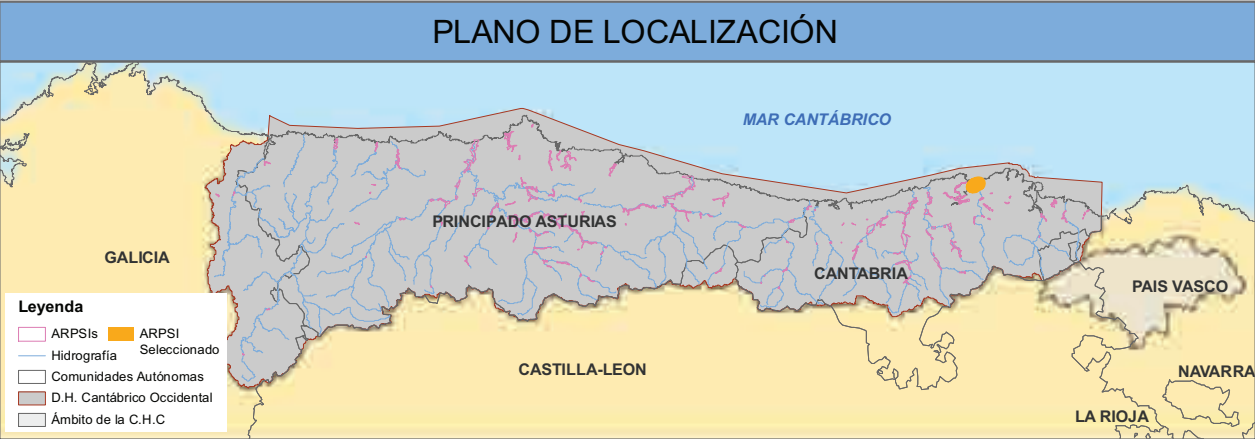 PLANO DE LOCALIZACIÓN
MAR CANTÁBRICO
PRINCIPADO ASTURIAS
GALICIA
CANTABRIA
PAIS VASCO
CASTILLA-LEON
NAVARRA
LA RIOJA
Leyenda
ARPSIs
ARPSI
Seleccionado
Hidrografía
Comunidades Autónomas
D.H. Cantábrico Occidental
Ámbito de la C.H.C